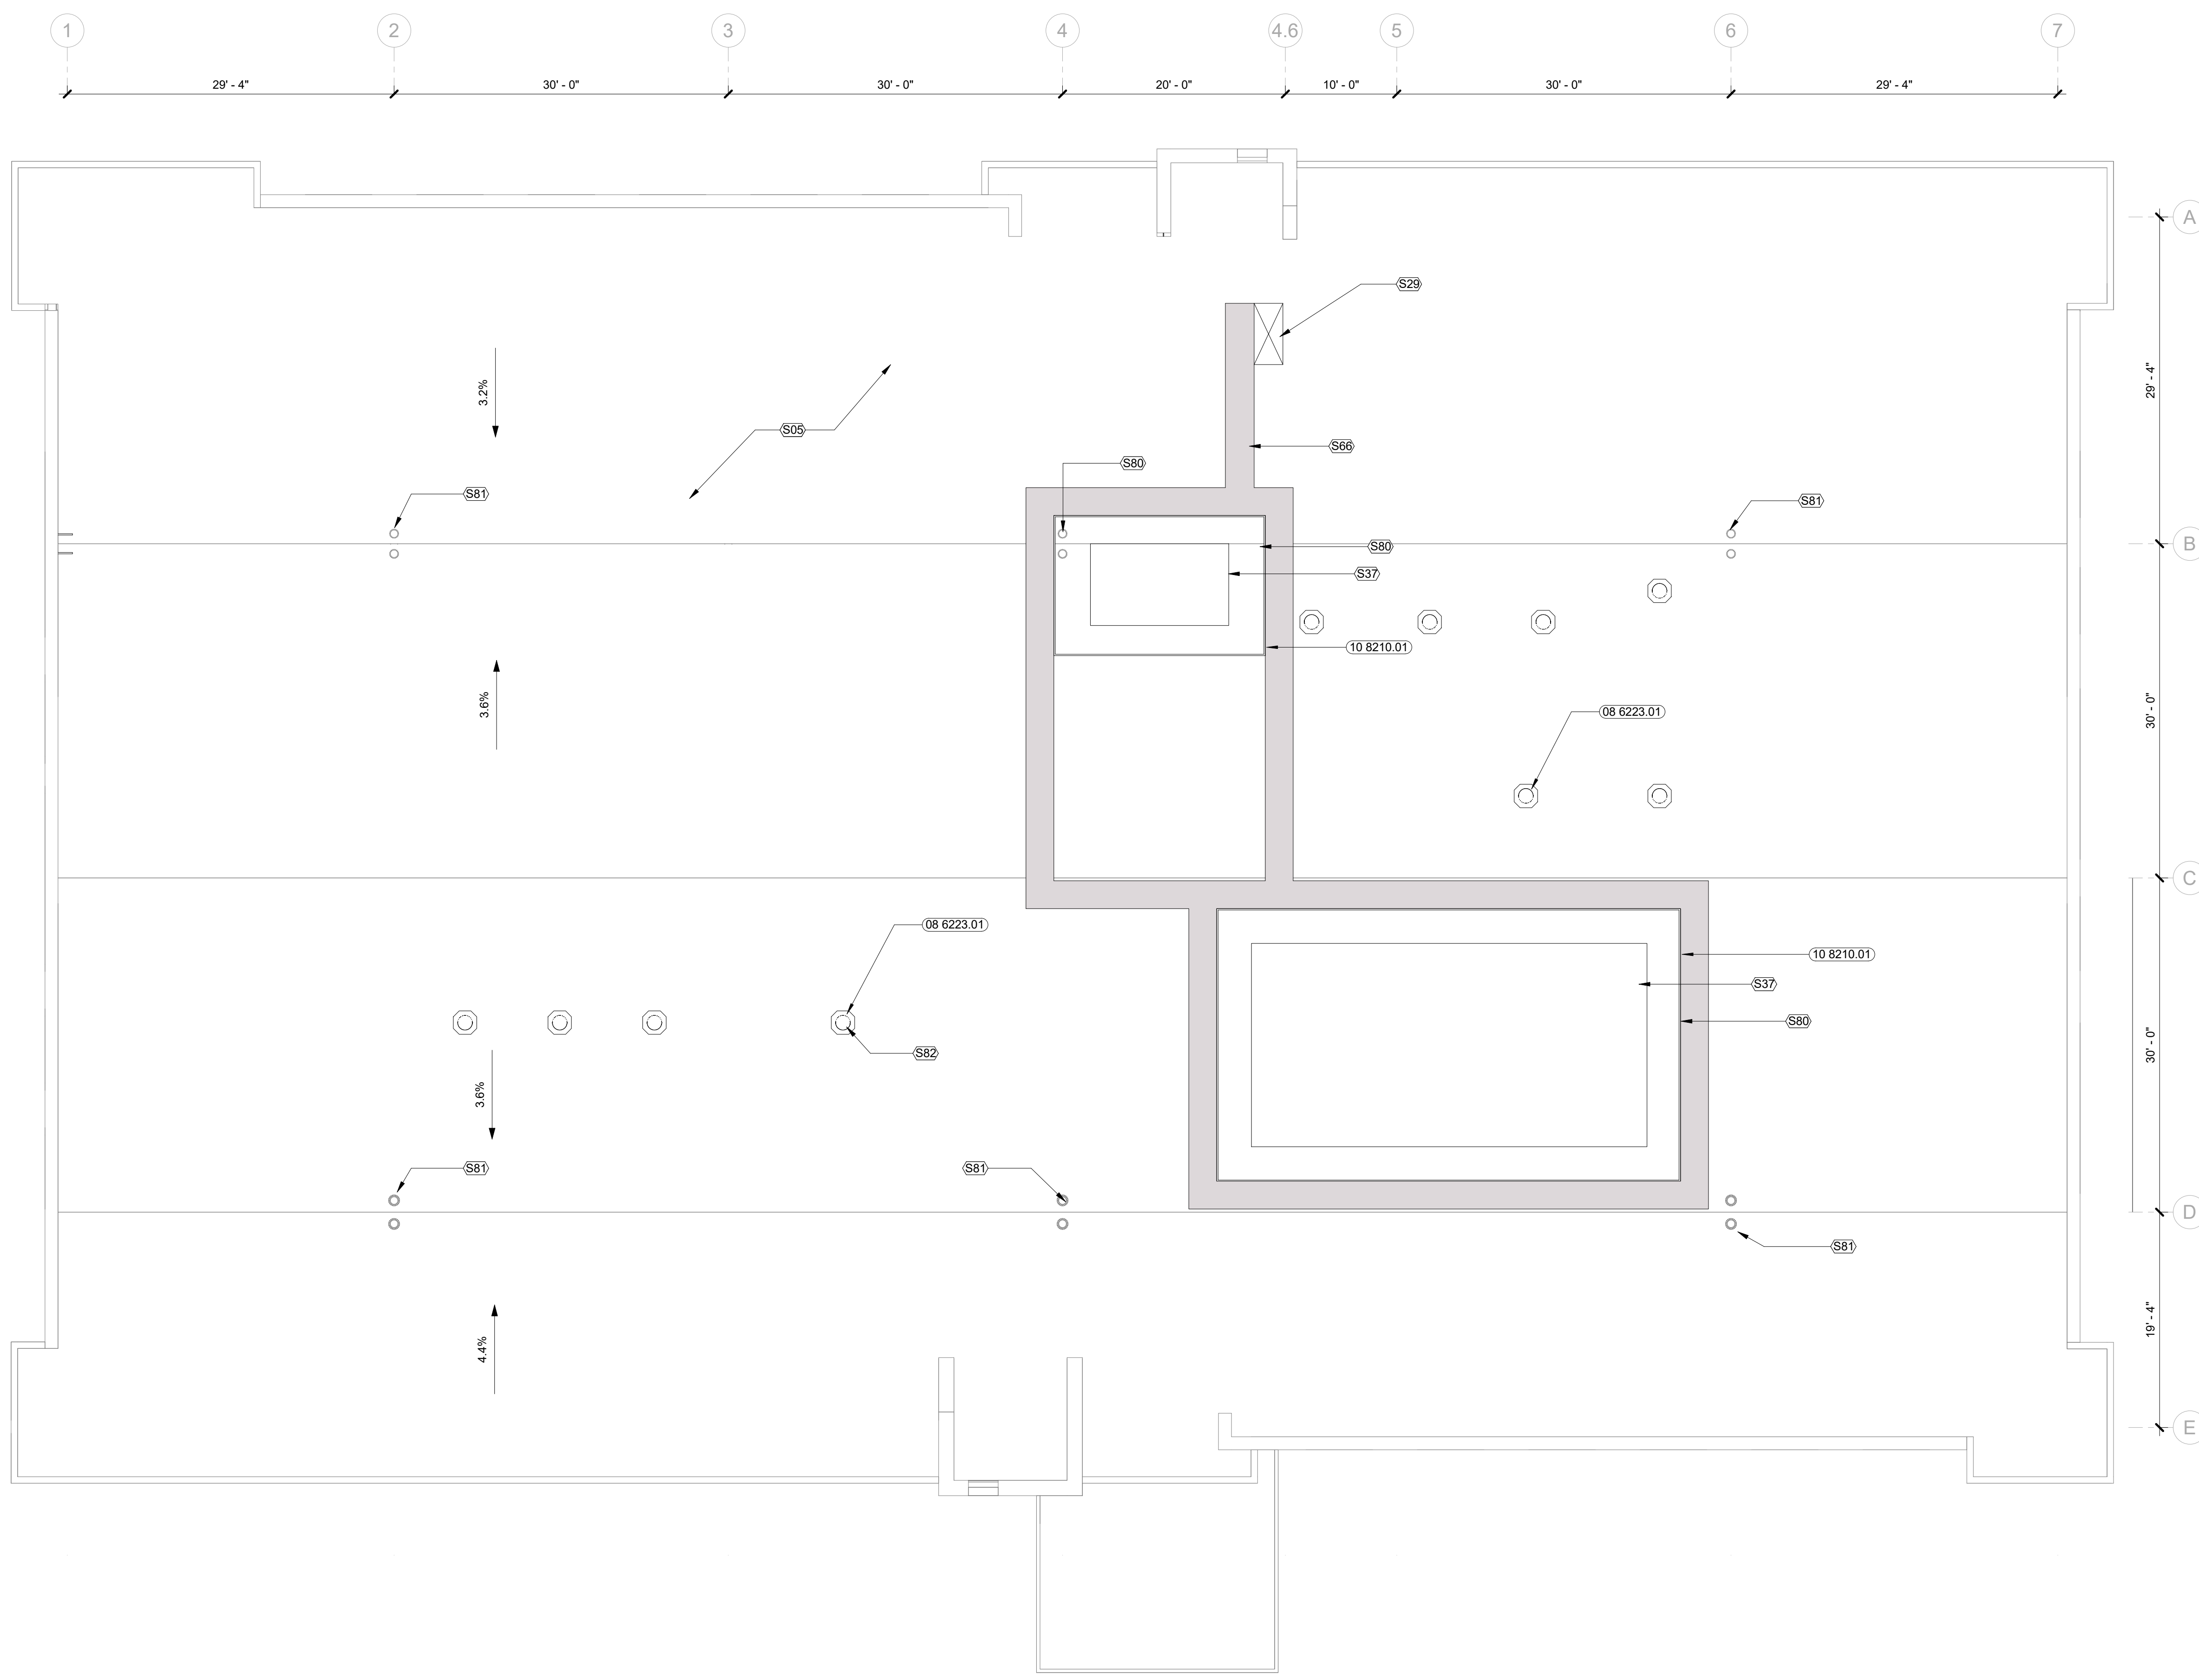 1
2
3
4
4.6
5
6
7
29' - 4"
30' - 0"
30' - 0"
20' - 0"
10' - 0"
30' - 0"
29' - 4"
A
S29
29' - 4"
3.2%
S05
S66
S80
S81
S81
B
S80
S37
10 8210.01
3.6%
08 6223.01
30' - 0"
C
08 6223.01
10 8210.01
S37
S80
S82
30' - 0"
3.6%
S81
S81
D
S81
19' - 4"
4.4%
E